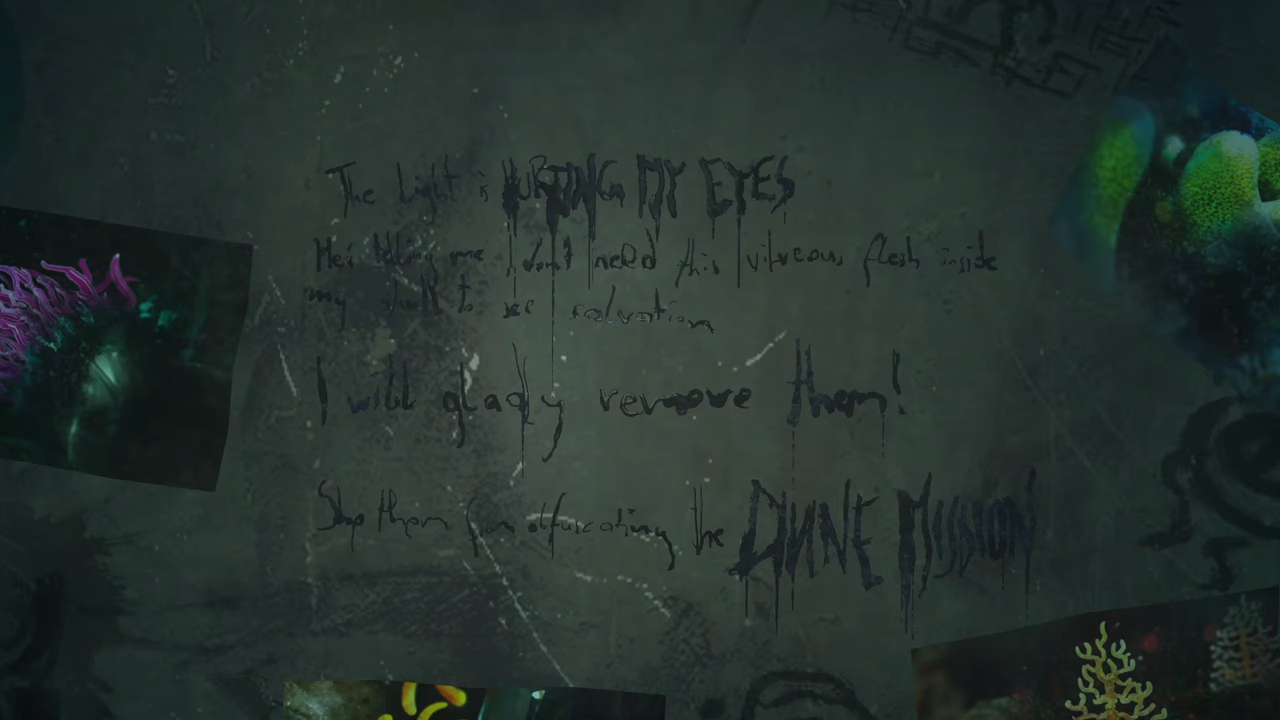 The Light is HURTING MY EYES
He's telling me I don't need this vitreous flesh inside
my skull to see salvation
I will glady remove them!
Stop them from obfuscating the DIVINE MISSION